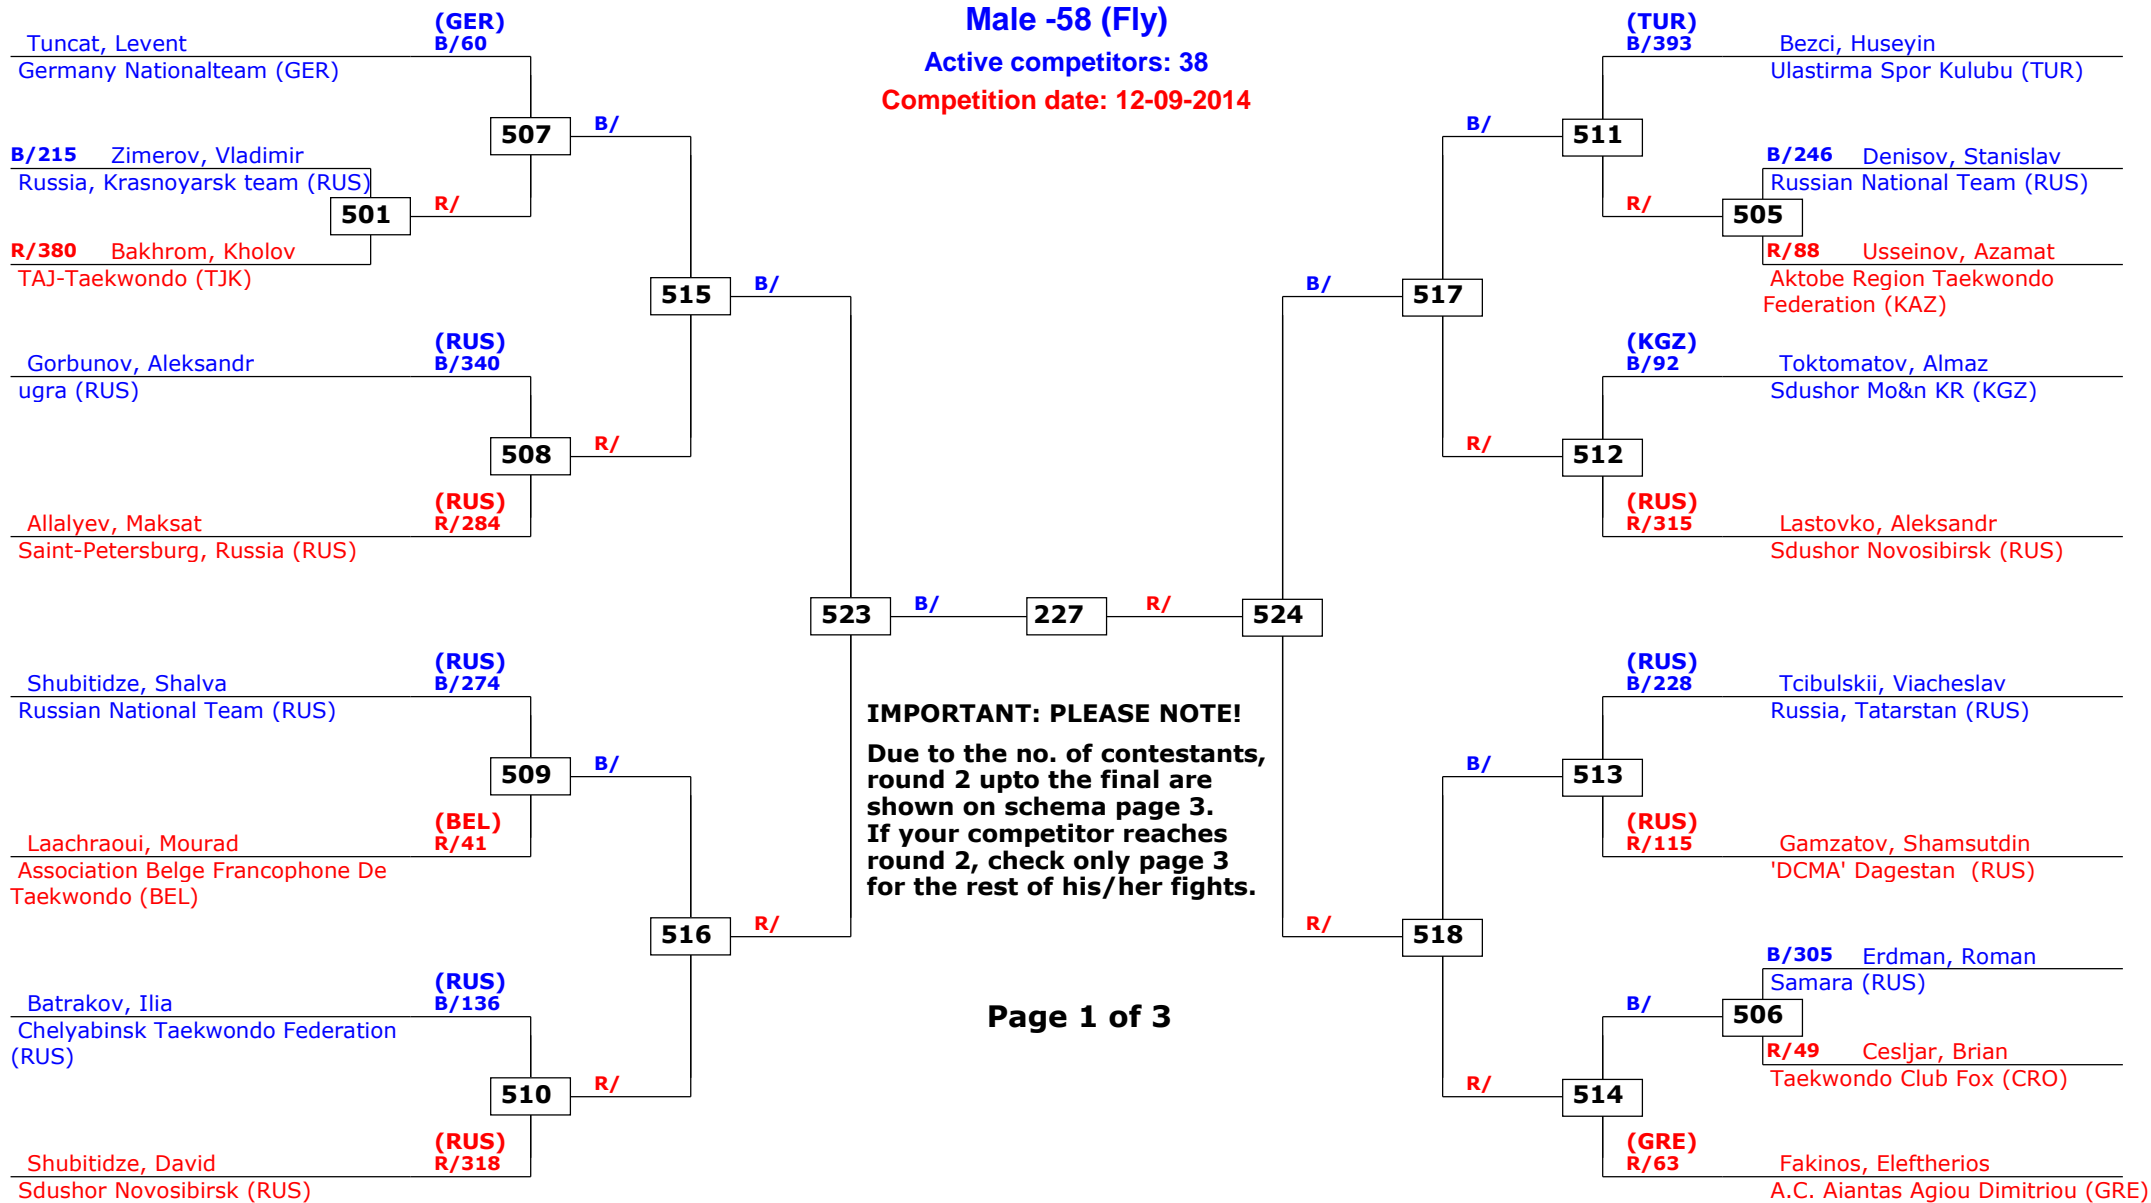 Male -58 (Fly)
Active competitors: 38
Competition date: 12-09-2014
(GER)
Tuncat, Levent B/60
Germany Nationalteam (GER)
507 B/
B/215 Zimerov, Vladimir
Russia, Krasnoyarsk team (RUS)
501 R/
R/380 Bakhrom, Kholov
TAJ-Taekwondo (TJK)
515 B/
(RUS)
Gorbunov, Aleksandr B/340
ugra (RUS)
508 R/
(RUS)
Allalyev, Maksat R/284
Saint-Petersburg, Russia (RUS)
523 B/ 227 R/ 524
(RUS)
Shubitidze, Shalva B/274
Russian National Team (RUS)
509 B/
(BEL)
Laachraoui, Mourad R/41
Association Belge Francophone De
Taekwondo (BEL)
516 R/
(RUS)
Batrakov, Ilia B/136
Chelyabinsk Taekwondo Federation
(RUS)
510 R/
(RUS)
Shubitidze, David R/318
Sdushor Novosibirsk (RUS)
IMPORTANT: PLEASE NOTE!
Due to the no. of contestants,
round 2 upto the final are
shown on schema page 3.
If your competitor reaches
round 2, check only page 3
for the rest of his/her fights.
Page 1 of 3
(TUR)
B/393 Bezci, Huseyin
Ulastirma Spor Kulubu (TUR)
B/ 511
B/246 Denisov, Stanislav
Russian National Team (RUS)
R/ 505
R/88 Usseinov, Azamat
Aktobe Region Taekwondo
Federation (KAZ)
B/ 517
(KGZ)
B/92 Toktomatov, Almaz
Sdushor Mo&n KR (KGZ)
R/ 512
(RUS)
R/315 Lastovko, Aleksandr
Sdushor Novosibirsk (RUS)
(RUS)
B/228 Tcibulskii, Viacheslav
Russia, Tatarstan (RUS)
B/ 513
(RUS)
R/115 Gamzatov, Shamsutdin
'DCMA' Dagestan (RUS)
R/ 518
B/305 Erdman, Roman
Samara (RUS)
B/ 506
R/49 Cesljar, Brian
Taekwondo Club Fox (CRO)
R/ 514
(GRE)
R/63 Fakinos, Eleftherios
A.C. Aiantas Agiou Dimitriou (GRE)